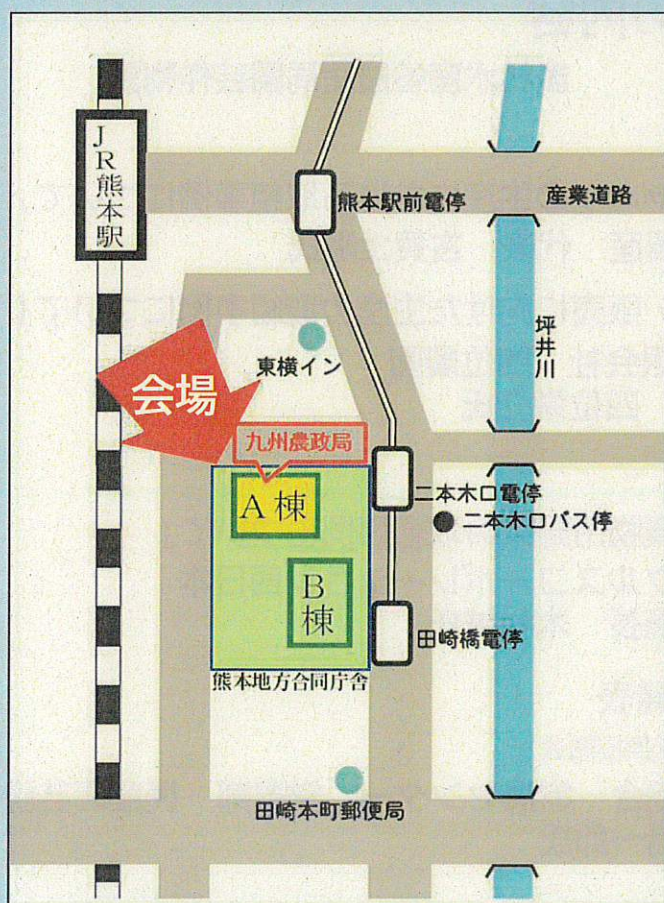 JR熊本駅
熊本駅前電停
産業道路
坪井川
東横イン
会場
九州農政局
A棟
二本木口電停
二本木口バス停
B棟
田崎橋電停
熊本地方合同庁舎
田崎本町郵便局